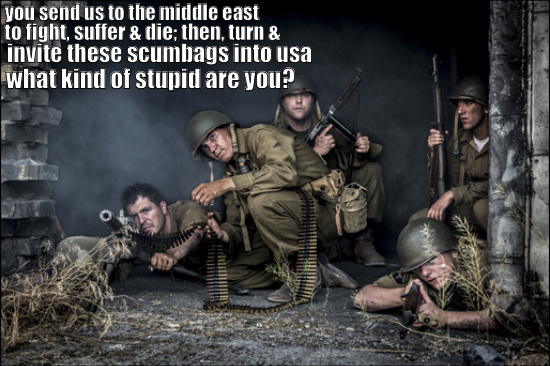 you send us to the middle east
to fight, suffer & die; then, turn &
invite these scumbags into usa
what kind of stupid are you?